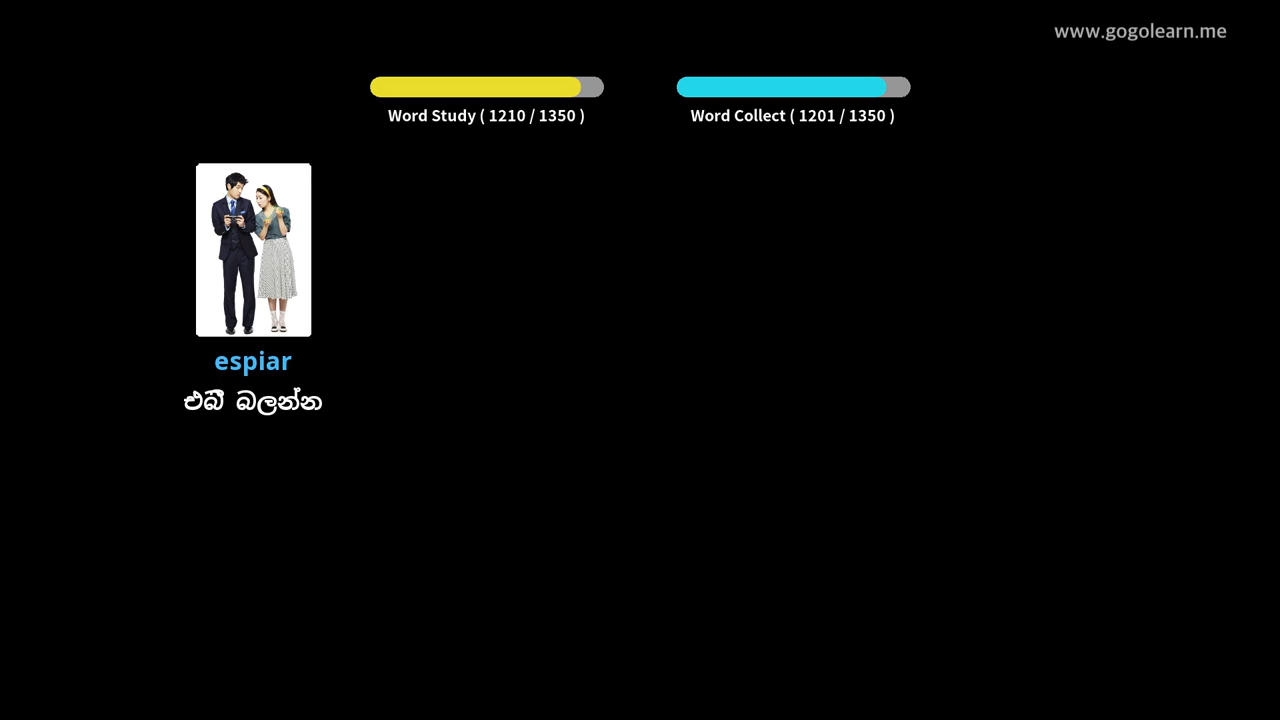 www.gogolearn.me
Word Study ( 1210 / 1350 )
Word Collect ( 1201 / 1350 )
espiar
එබී බලන්න